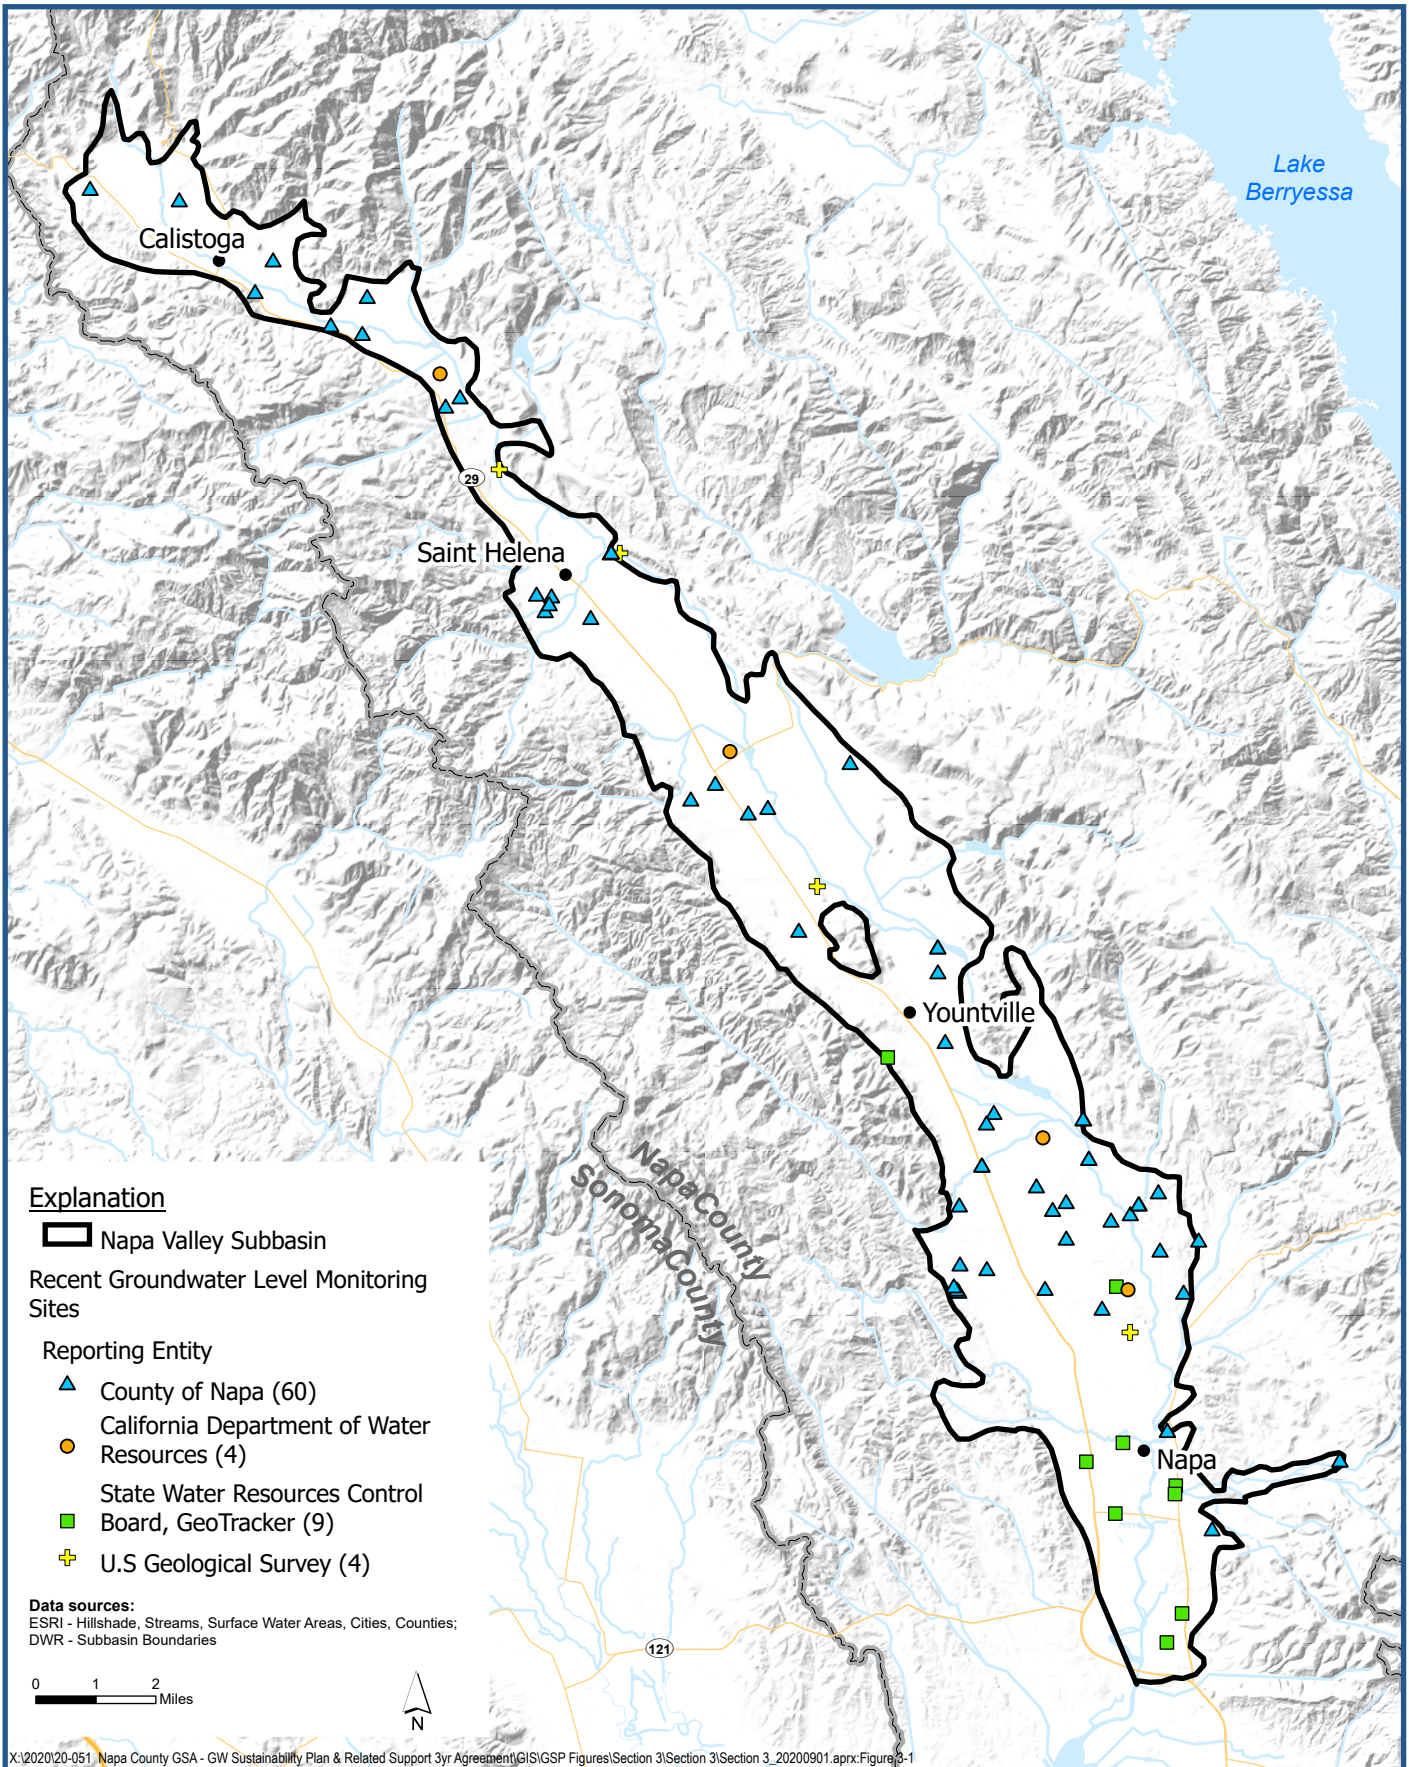 Lake
Berryessa
Calistoga
29
Saint Helena
Yountville
NapaCounty
SonomaCounty
Napa
121
Explanation
Napa Valley Subbasin
Recent Groundwater Level Monitoring
Sites
Reporting Entity
County of Napa (60)
California Department of Water
Resources (4)
State Water Resources Control
Board, GeoTracker (9)
U.S Geological Survey (4)
Data sources:
ESRI - Hillshade, Streams, Surface Water Areas, Cities, Counties;
DWR - Subbasin Boundaries
0 1 2
Miles
N
X:\2020\20-051_Napa County GSA - GW Sustainability Plan & Related Support 3yr Agreement\GIS\GSP Figures\Section 3\Section 3\Section 3_20200901.aprx:Figure 3-1